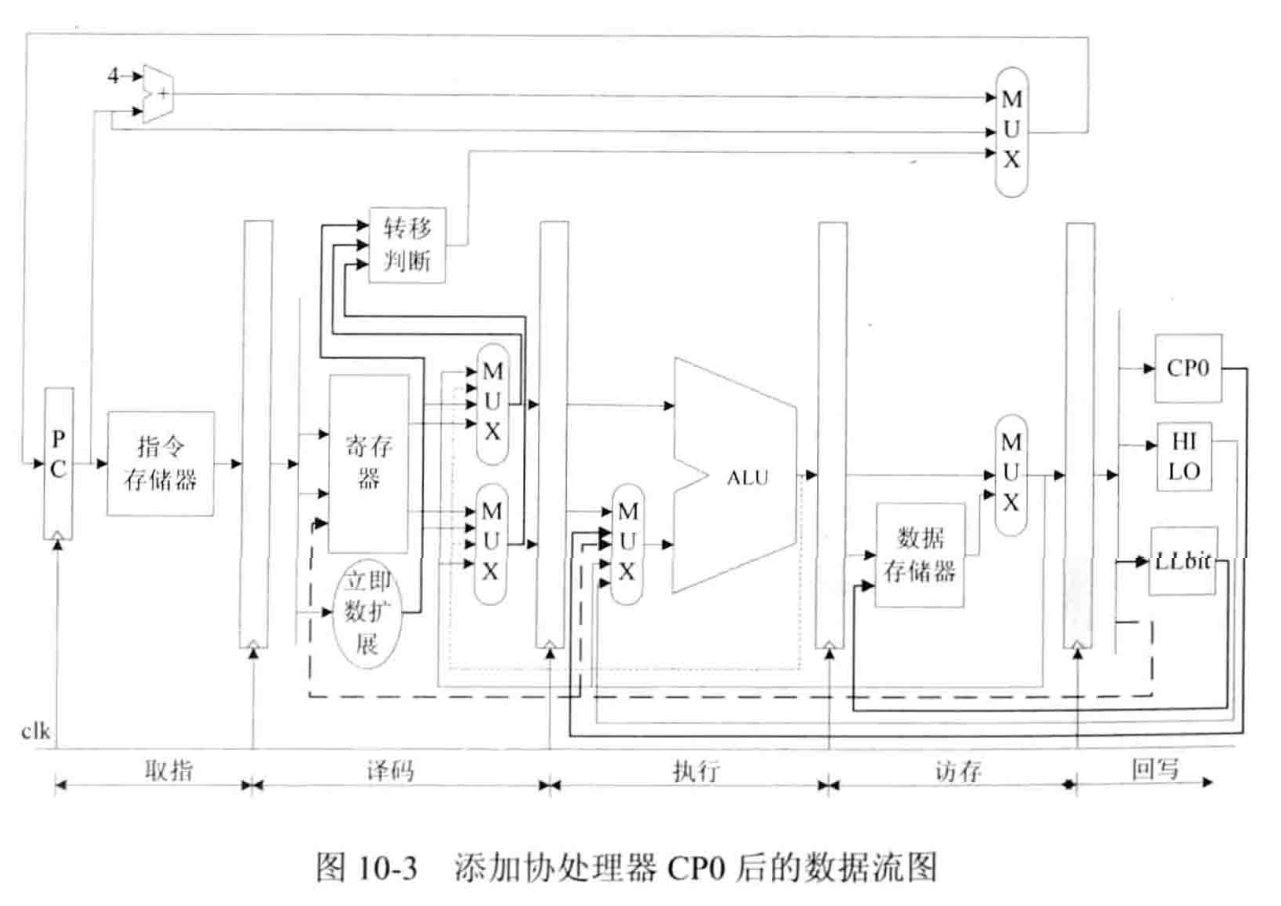 4
+
M
U
X
转移
判断
P
C
指令
存储器
寄存
器
立即
数扩
展
M
U
X
M
U
X
M
U
X
ALU
M
U
X
数据
存储器
CP0
HI
LO
LLbit
clk
取指
译码
执行
访存
回写
图 10-3 添加协处理器 CP0 后的数据流图